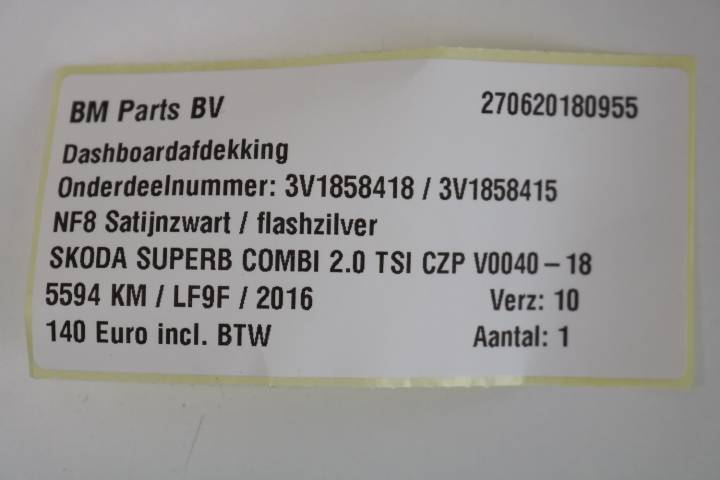 BM Parts BV 270620180955
Dashboardafdekking
Onderdeelnummer: 3V1858418 / 3V1858415
NF8 Satijnzwart / flashzilver
SKODA SUPERB COMBI 2.0 TSI CZP V0040-18
5594 KM / LF9F / 2016 Verz: 10
140 Euro incl. BTW Aantal: 1